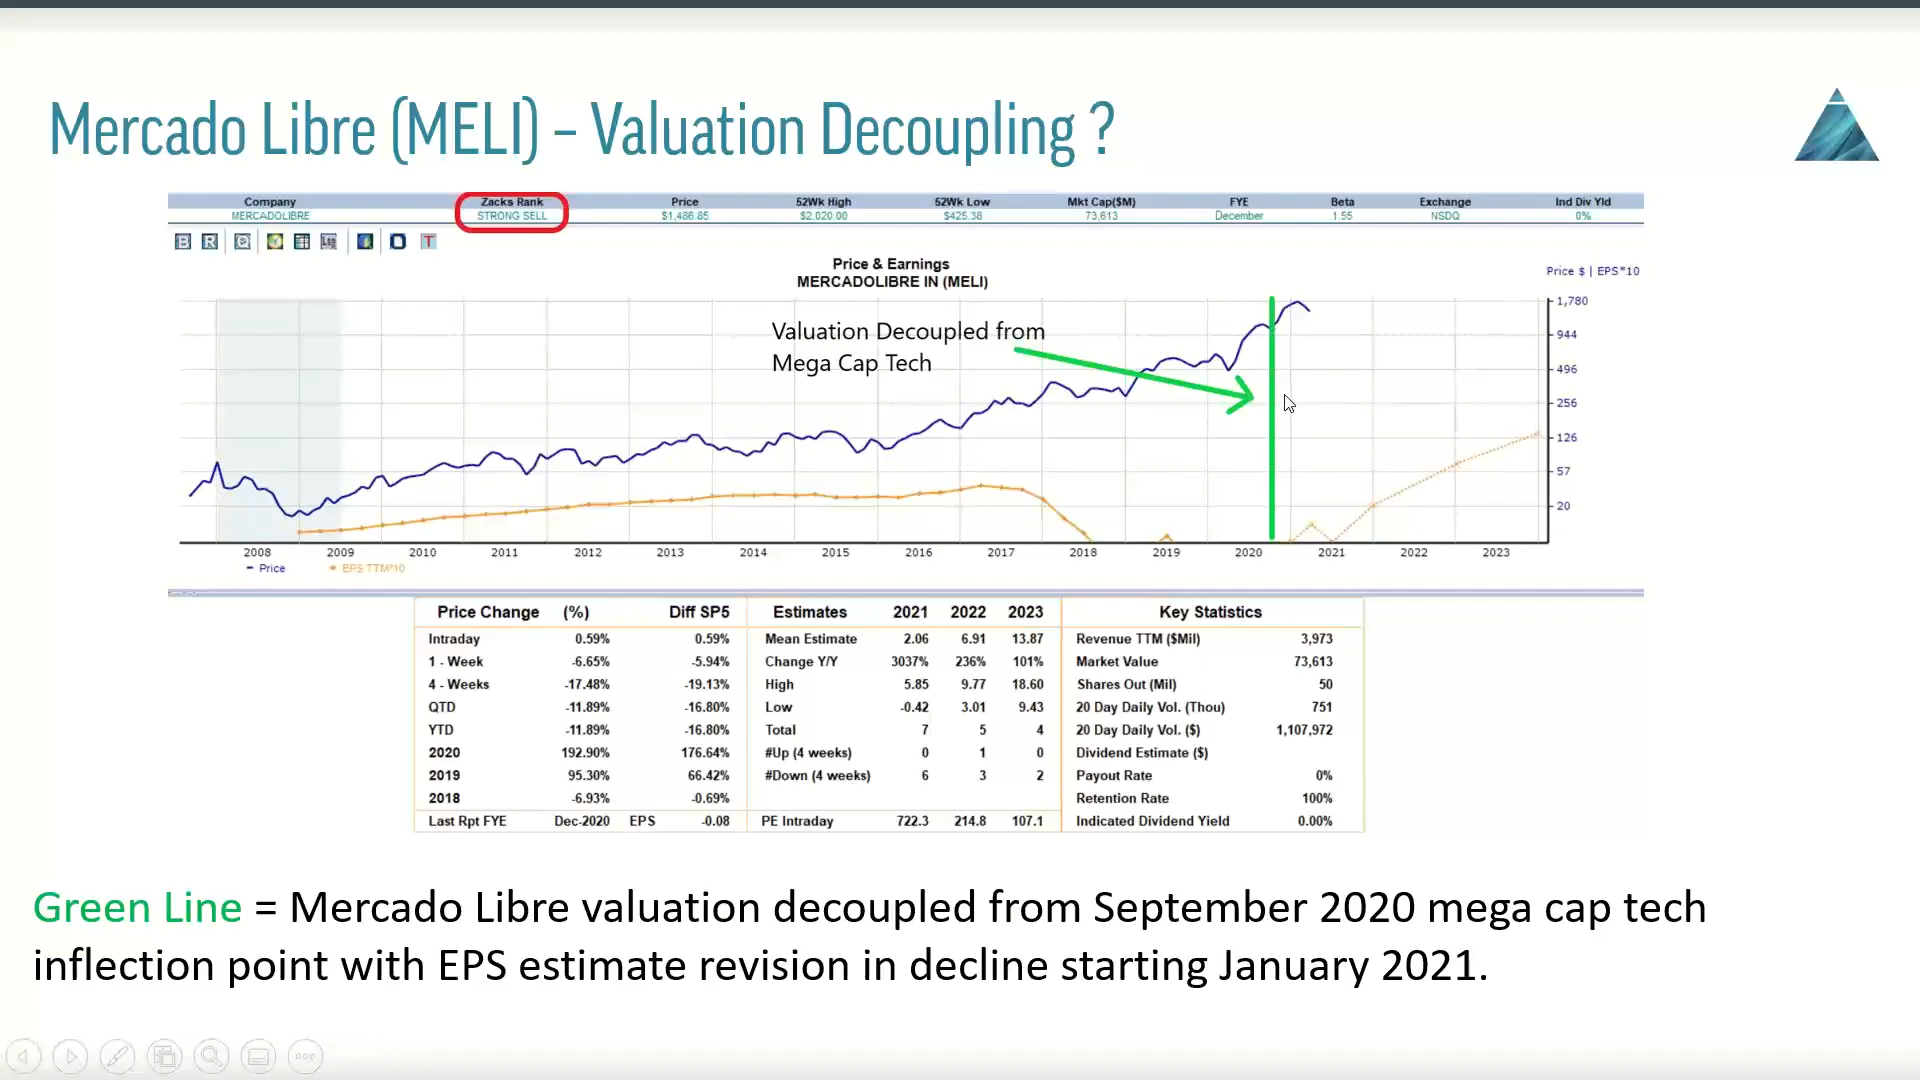 Mercado Libre (MELI) – Valuation Decoupling ?
Company Zacks Rank Price 52Wk High 52Wk Low Mkt Cap($M) FYE Beta Exchange Ind Div Yld
MERCADOLIBRE STRONG SELL $1,486.85 $2,020.00 $425.38 73,613 December 1.55 NSDQ 0%
B R Log T
Price & Earnings
MERCADOLIBRE IN (MELI)
Price $ | EPS*10
Valuation Decoupled from
Mega Cap Tech
1,780
944
496
256
126
57
20
2008 2009 2010 2011 2012 2013 2014 2015 2016 2017 2018 2019 2020 2021 2022 2023
Price EPS TTM*10
Price Change (%) Diff SP5 Estimates 2021 2022 2023 Key Statistics
Intraday 0.59% 0.59% Mean Estimate 2.06 6.91 13.87 Revenue TTM ($Mil) 3,973
1 - Week -6.65% -5.94% Change Y/Y 3037% 236% 101% Market Value 73,613
4 - Weeks -17.48% -19.13% High 5.85 9.77 18.60 Shares Out (Mil) 50
QTD -11.89% -16.80% Low -0.42 3.01 9.43 20 Day Daily Vol. (Thou) 751
YTD -11.89% -16.80% Total 7 5 4 20 Day Daily Vol. ($) 1,107,972
2020 192.90% 176.64% #Up (4 weeks) 0 1 0 Dividend Estimate ($)
2019 95.30% 66.42% #Down (4 weeks) 6 3 2 Payout Rate 0%
2018 -6.93% -0.69% Retention Rate 100%
Last Rpt FYE Dec-2020 EPS -0.08 PE Intraday 722.3 214.8 107.1 Indicated Dividend Yield 0.00%
Green Line = Mercado Libre valuation decoupled from September 2020 mega cap tech
inflection point with EPS estimate revision in decline starting January 2021.